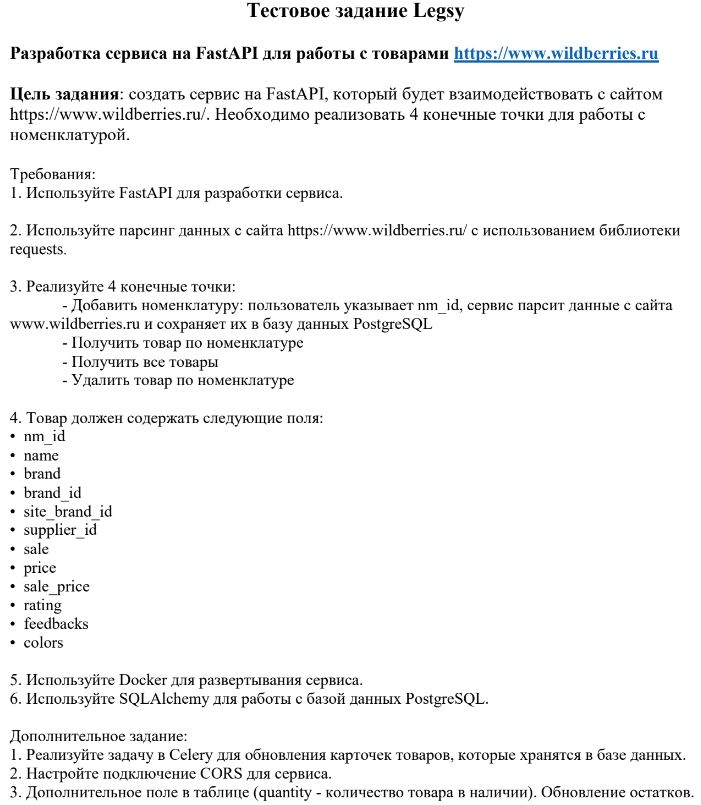 Тестовое задание Legsy
Разработка сервиса на FastAPI для работы с товарами https://www.wildberries.ru
Цель задания: создать сервис на FastAPI, который будет взаимодействовать с сайтом
https://www.wildberries.ru/. Необходимо реализовать 4 конечные точки для работы с
номенклатурой.
Требования:
1. Используйте FastAPI для разработки сервиса.
2. Используйте парсинг данных с сайта https://www.wildberries.ru/ с использованием библиотеки
requests.
3. Реализуйте 4 конечные точки:
- Добавить номенклатуру: пользователь указывает nm_id, сервис парсит данные с сайта
www.wildberries.ru и сохраняет их в базу данных PostgreSQL
- Получить товар по номенклатуре
- Получить все товары
- Удалить товар по номенклатуре
4. Товар должен содержать следующие поля:
• nm_id
• name
• brand
• brand_id
• site_brand_id
• supplier_id
• sale
• price
• sale_price
• rating
• feedbacks
• colors
5. Используйте Docker для развертывания сервиса.
6. Используйте SQLAlchemy для работы с базой данных PostgreSQL.
Дополнительное задание:
1. Реализуйте задачу в Celery для обновления карточек товаров, которые хранятся в базе данных.
2. Настройте подключение CORS для сервиса.
3. Дополнительное поле в таблице (quantity - количество товара в наличии). Обновление остатков.